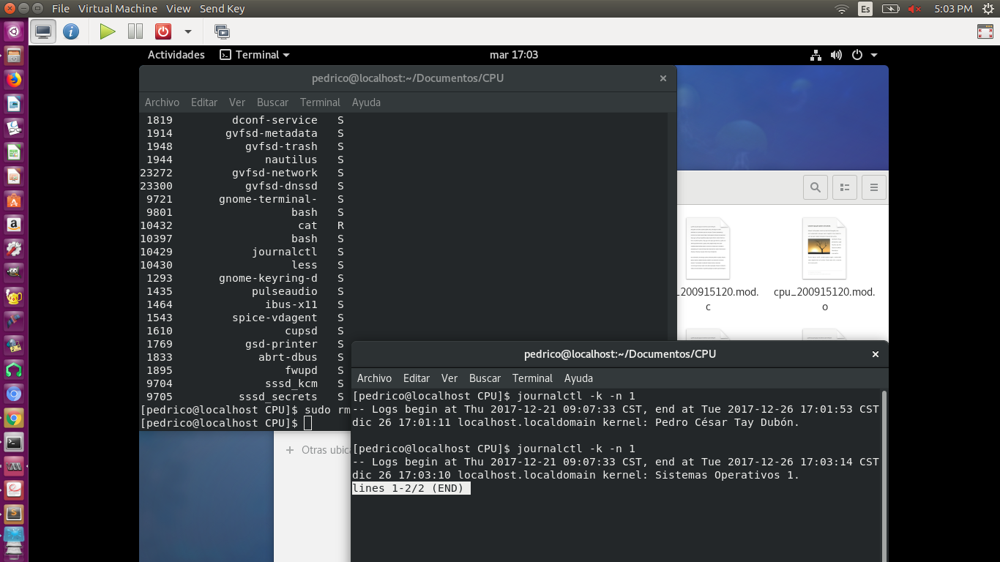 File Virtual Machine View Send Key
Es
5:03 PM
Actividades Terminal
mar 17:03
pedrico@localhost:~/Documentos/CPU
Archivo Editar Ver Buscar Terminal Ayuda
1819 dconf-service S
1914 gvfsd-metadata S
1948 gvfsd-trash S
1944 nautilus S
23272 gvfsd-network S
23300 gvfsd-dnssd S
9721 gnome-terminal- S
9801 bash S
10432 cat R
10397 bash S
10429 journalctl S
10430 less S
1293 gnome-keyring-d S
1435 pulseaudio S
1464 ibus-x11 S
1543 spice-vdagent S
1610 cupsd S
1769 gsd-printer S
1833 abrt-dbus S
1895 fwupd S
9704 sssd_kcm S
9705 sssd_secrets S
[pedrico@localhost CPU]$ sudo rm
[pedrico@localhost CPU]$
_200915120.mod.
c
cpu_200915120.mod.
o
+ Otras ubica
pedrico@localhost:~/Documentos/CPU
Archivo Editar Ver Buscar Terminal Ayuda
[pedrico@localhost CPU]$ journalctl -k -n 1
-- Logs begin at Thu 2017-12-21 09:07:33 CST, end at Tue 2017-12-26 17:01:53 CST
dic 26 17:01:11 localhost.localdomain kernel: Pedro César Tay Dubón.
[pedrico@localhost CPU]$ journalctl -k -n 1
-- Logs begin at Thu 2017-12-21 09:07:33 CST, end at Tue 2017-12-26 17:03:14 CST
dic 26 17:03:10 localhost.localdomain kernel: Sistemas Operativos 1.
lines 1-2/2 (END)